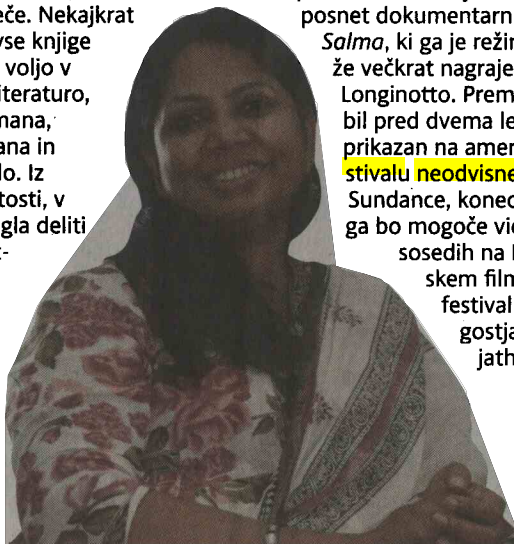 eče. Nekajkrat
vse knjige
voljo v
iteraturo,
mana,
ana in
lo. Iz
tosti, v
gla deliti
t-
posnet dokumentarn
Salma, ki ga je režir
že večkrat nagraje
Longinotto. Prem
bil pred dvema le
prikazan na amer
stivalu neodvisne
Sundance, konec
ga bo mogoče vid
sosedih na
skem film
festival
gostja
jath